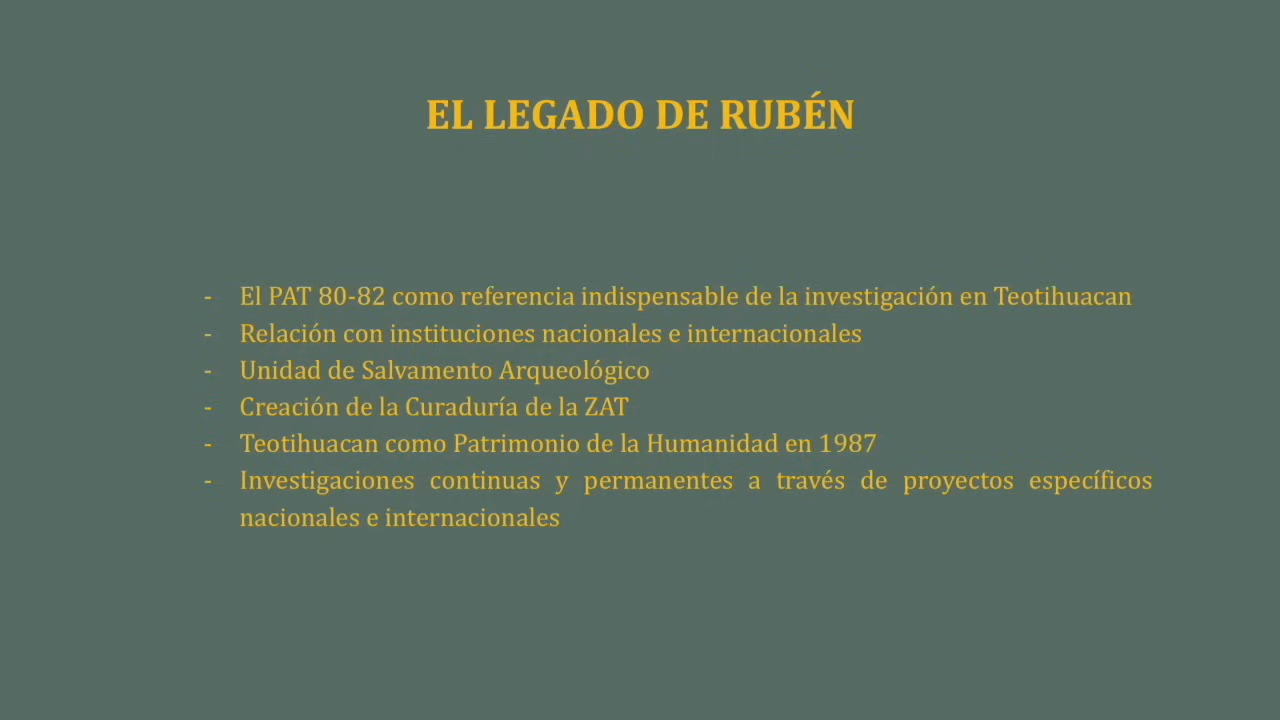 EL LEGADO DE RUBÉN
- El PAT 80-82 como referencia indispensable de la investigación en Teotihuacan
- Relación con instituciones nacionales e internacionales
- Unidad de Salvamento Arqueológico
- Creación de la Curaduría de la ZAT
- Teotihuacan como Patrimonio de la Humanidad en 1987
- Investigaciones continuas y permanentes a través de proyectos específicos
nacionales e internacionales